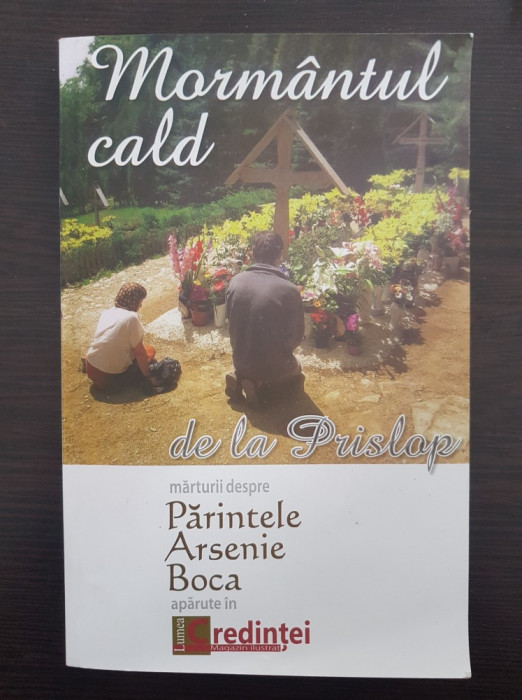 Mormântul
cald
de la Prislop
mărturii despre
Părintele
Arsenie
Boca
apărute în
Lumea
Credinței
Magazin ilustrat